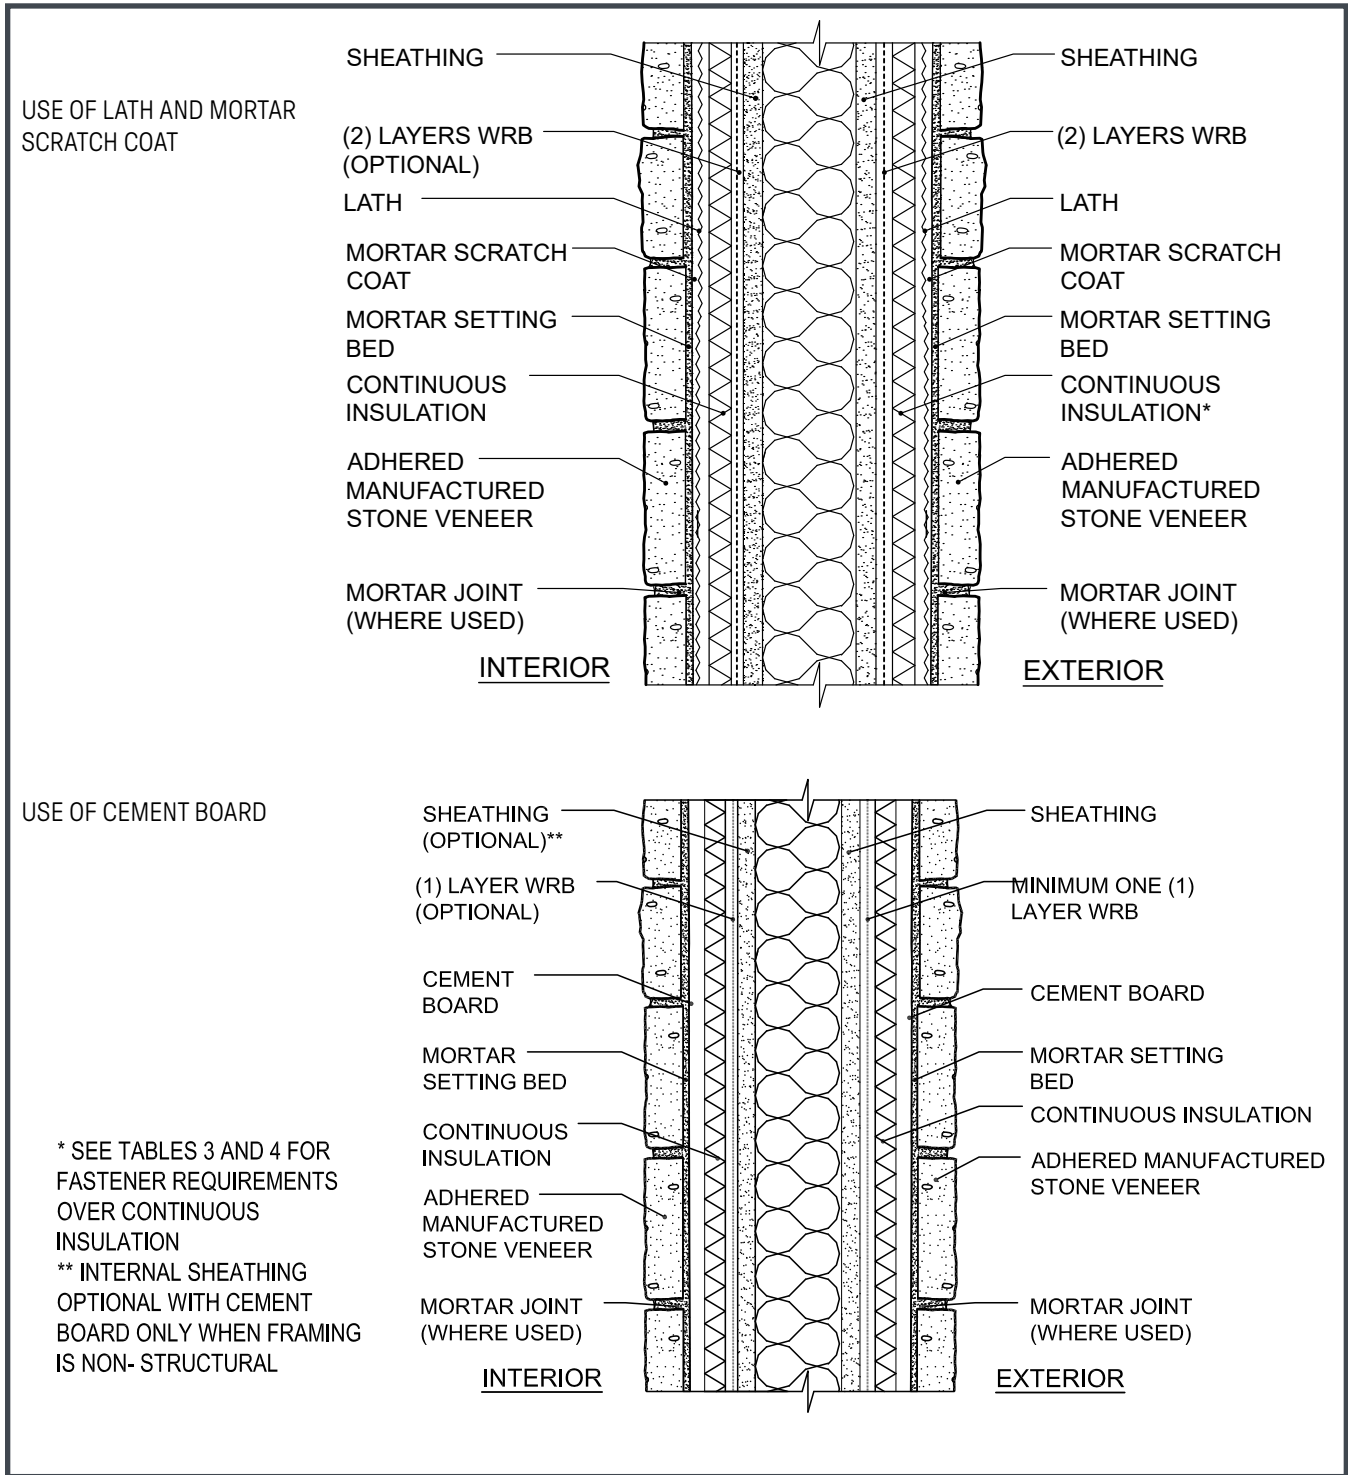 USE OF LATH AND MORTAR
SCRATCH COAT
SHEATHING
(2) LAYERS WRB
(OPTIONAL)
LATH
MORTAR SCRATCH
COAT
MORTAR SETTING
BED
CONTINUOUS
INSULATION
ADHERED
MANUFACTURED
STONE VENEER
MORTAR JOINT
(WHERE USED)
INTERIOR
SHEATHING
(2) LAYERS WRB
LATH
MORTAR SCRATCH
COAT
MORTAR SETTING
BED
CONTINUOUS
INSULATION*
ADHERED
MANUFACTURED
STONE VENEER
MORTAR JOINT
(WHERE USED)
EXTERIOR
USE OF CEMENT BOARD
SHEATHING
(OPTIONAL)**
(1) LAYER WRB
(OPTIONAL)
CEMENT
BOARD
MORTAR
SETTING BED
CONTINUOUS
INSULATION
ADHERED
MANUFACTURED
STONE VENEER
MORTAR JOINT
(WHERE USED)
INTERIOR
SHEATHING
MINIMUM ONE (1)
LAYER WRB
CEMENT BOARD
MORTAR SETTING
BED
CONTINUOUS INSULATION
ADHERED MANUFACTURED
STONE VENEER
MORTAR JOINT
(WHERE USED)
EXTERIOR
* SEE TABLES 3 AND 4 FOR
FASTENER REQUIREMENTS
OVER CONTINUOUS
INSULATION
** INTERNAL SHEATHING
OPTIONAL WITH CEMENT
BOARD ONLY WHEN FRAMING
IS NON- STRUCTURAL